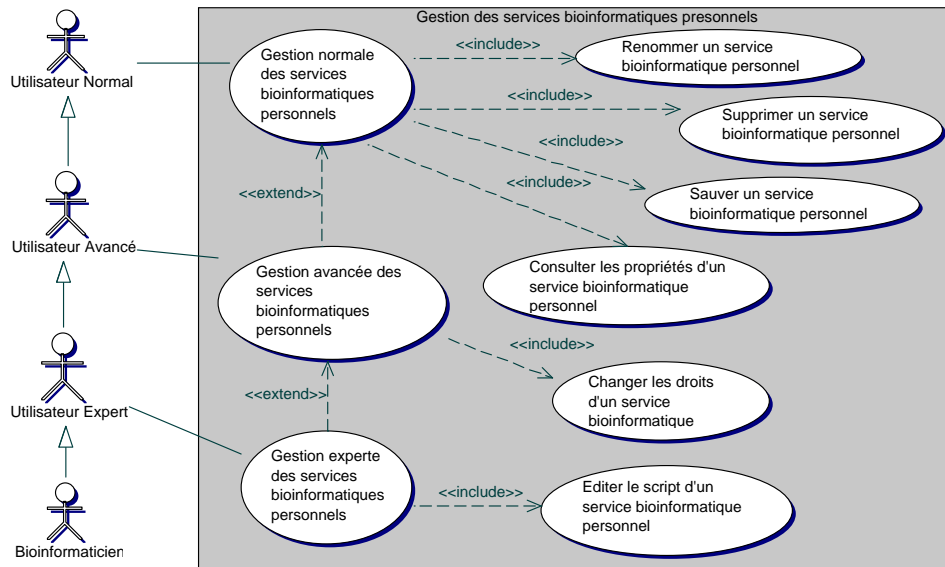 Gestion des services bioinformatiques presonnels
Utilisateur Normal
Gestion normale
des services
bioinformatiques
personnels
<<include>>
Renommer un service
bioinformatique personnel
<<include>>
Supprimer un service
bioinformatique personnel
<<include>>
Sauver un service
bioinformatique personnel
<<include>>
Consulter les propriétés d'un
service bioinformatique
personnel
<<extend>>
Utilisateur Avancé
Gestion avancée des
services
bioinformatiques
personnels
<<include>>
Changer les droits
d'un service
bioinformatique
<<extend>>
Utilisateur Expert
Gestion experte
des services
bioinformatiques
personnels
<<include>>
Editer le script d'un
service bioinformatique
personnel
Bioinformaticien